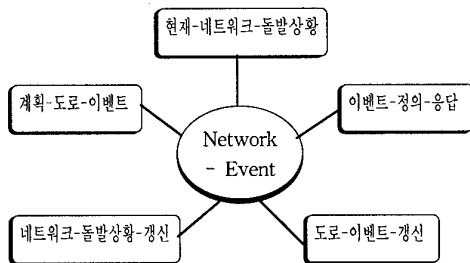 현재-네트워크-돌발상황
계획-도로-이벤트
이벤트-정의-응답
Network
- Event
네트워크-돌발상황-갱신
도로-이벤트-갱신